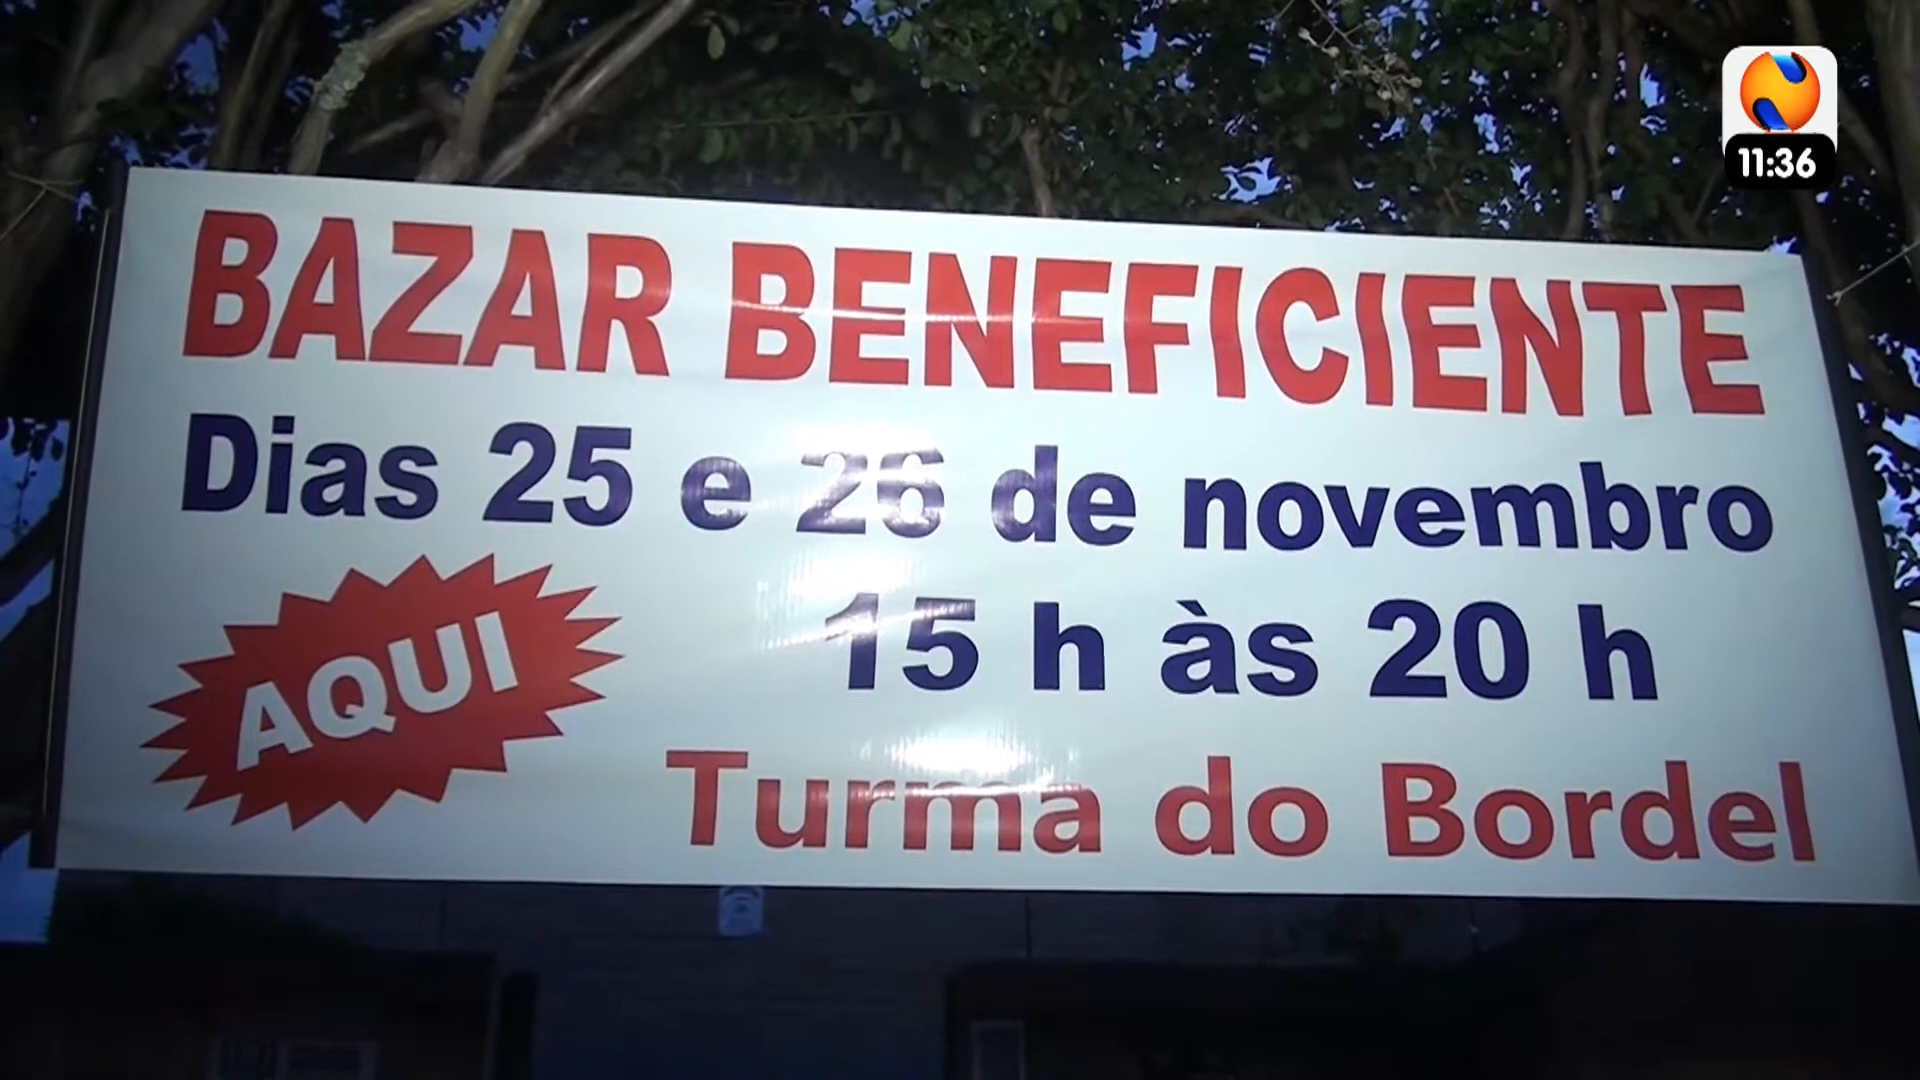 11:36
BAZAR BENEFICIENTE
Dias 25 e 26 de novembro
15 h às 20 h
AQUI
Turma do Bordel